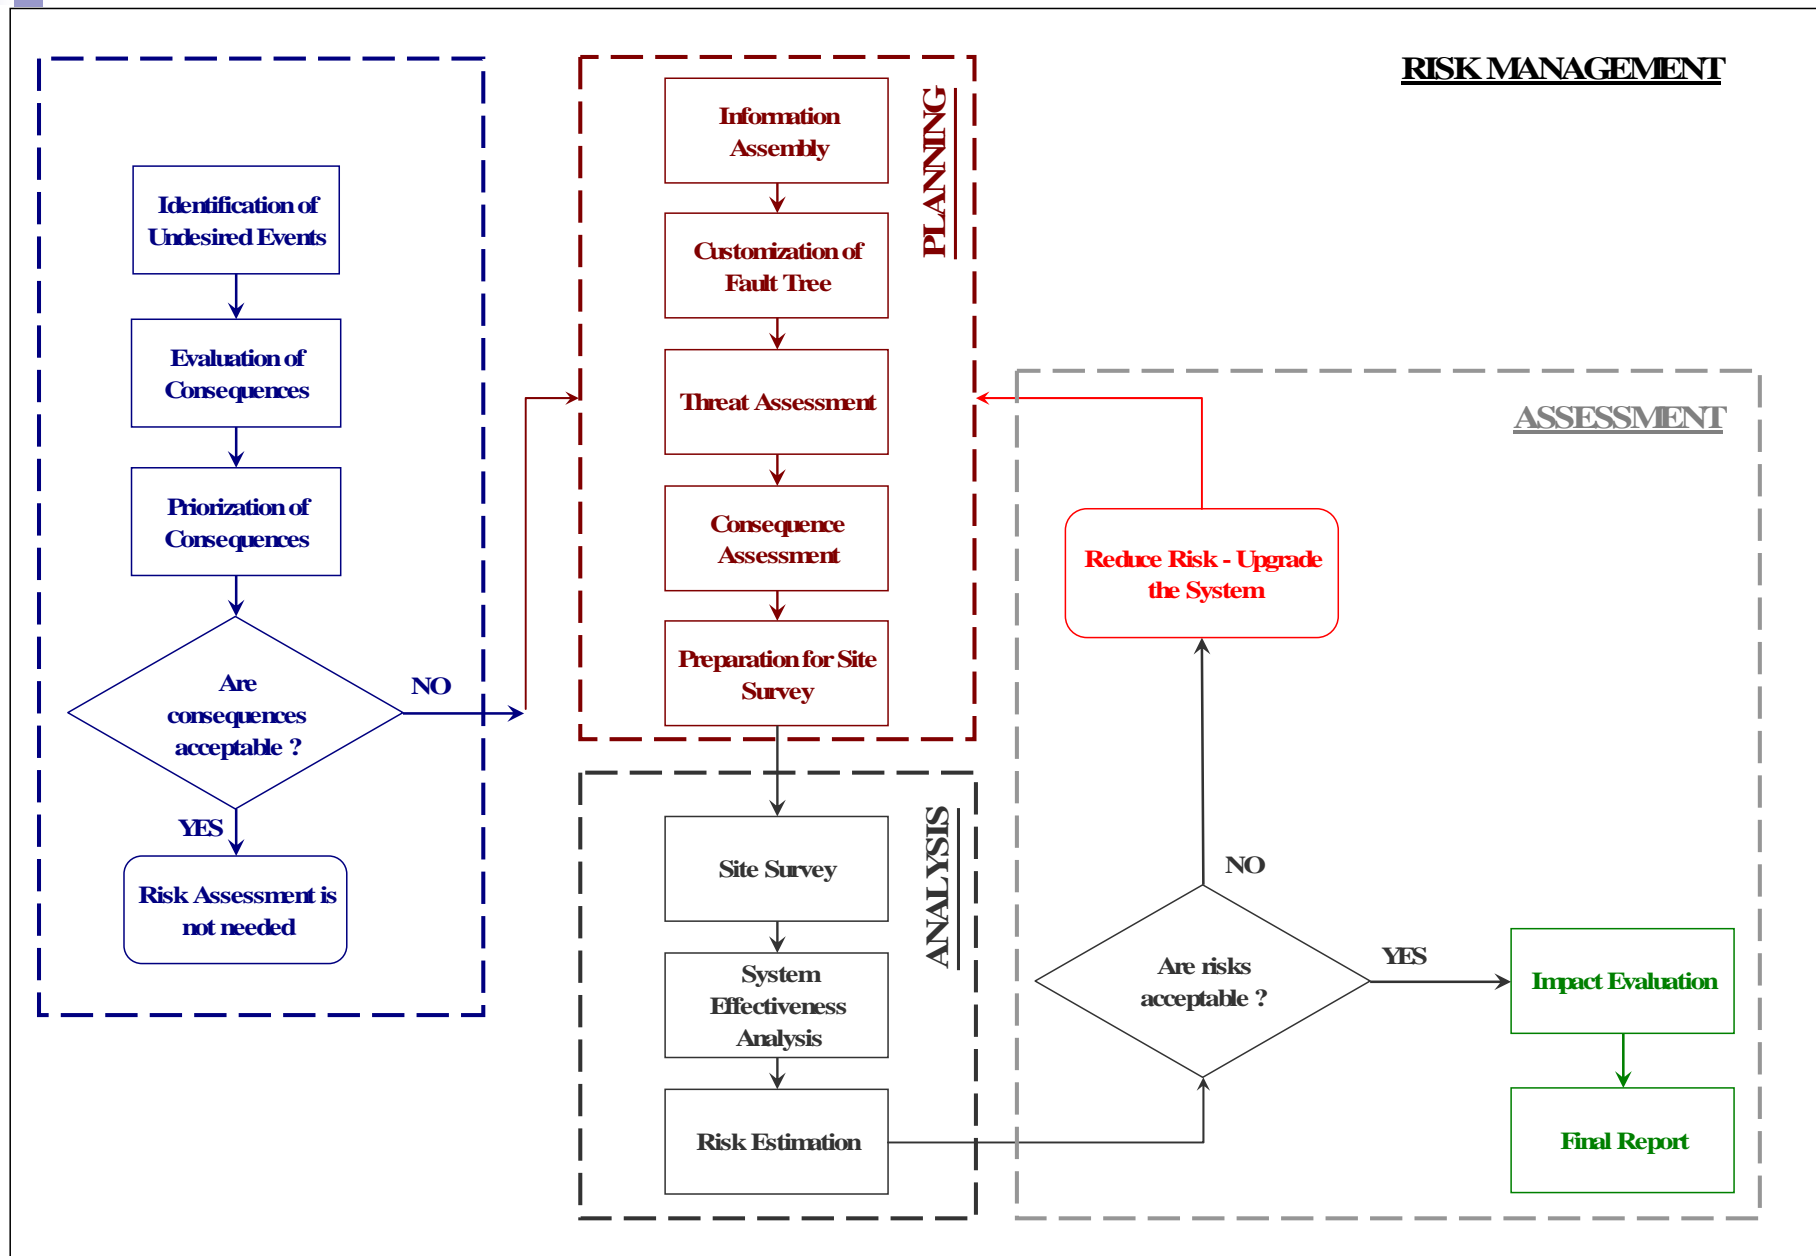 RISK MANAGEMENT
Identification of
Undesired Events
Evaluation of
Consequences
Priorization of
Consequences
Are
consequences
acceptable ?
NO
YES
Risk Assessment is
not needed
PLANNING
Information
Assembly
Customization of
Fault Tree
Threat Assessment
Consequence
Assessment
Preparation for Site
Survey
ANALYSIS
Site Survey
System
Effectiveness
Analysis
Risk Estimation
ASSESSMENT
Reduce Risk - Upgrade
the System
NO
Are risks
acceptable ?
YES
Impact Evaluation
Final Report